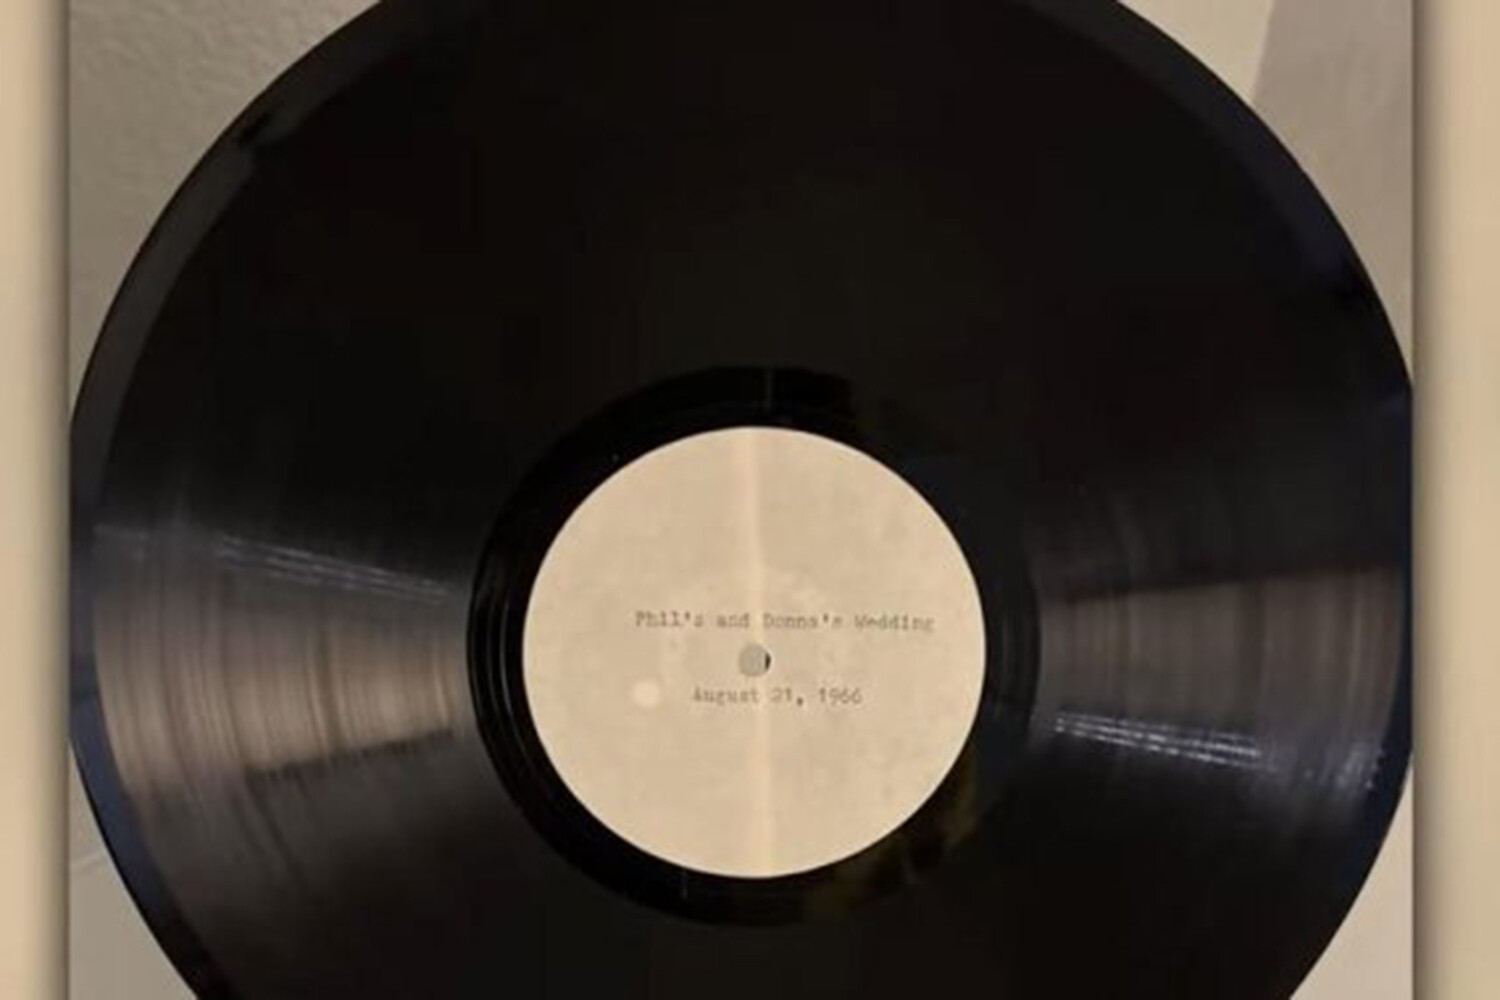 Phil's and Donna's Wedding
August 21, 1966